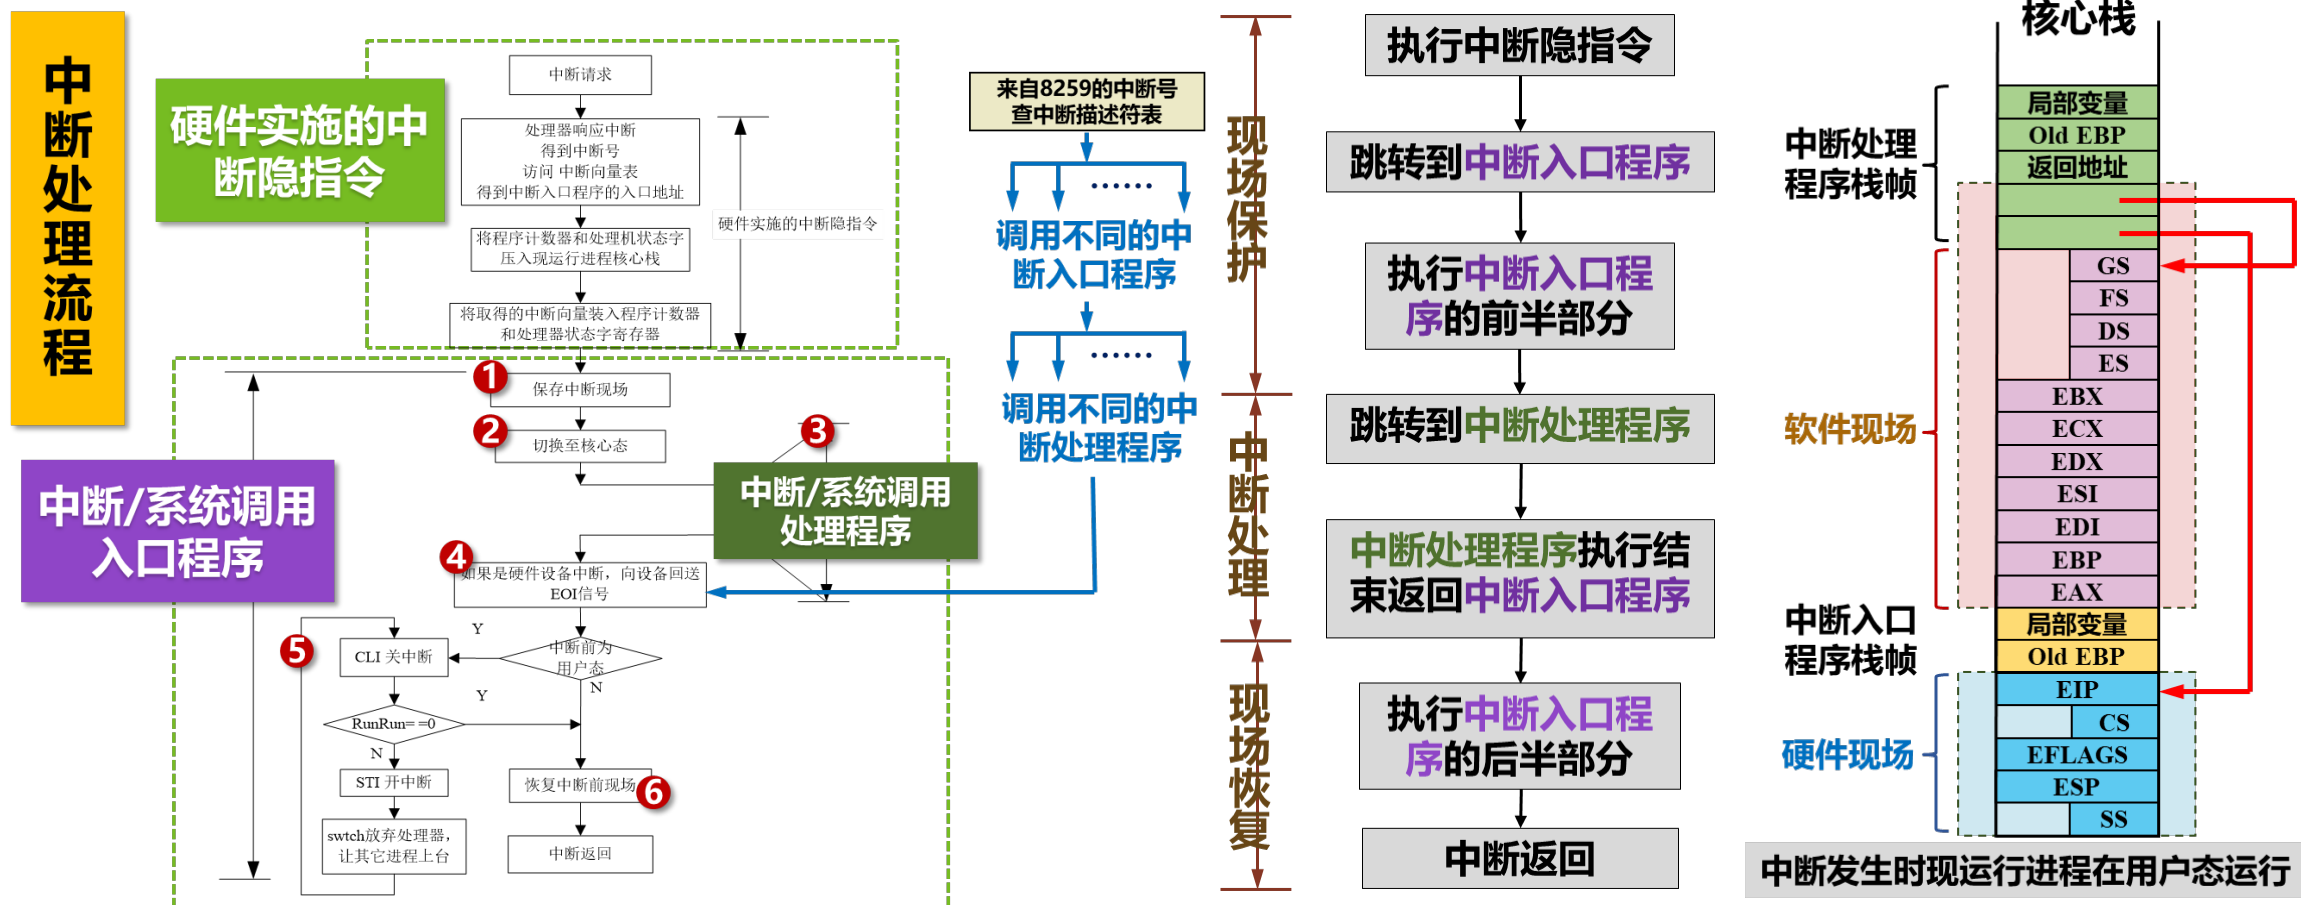 中断处理流程
硬件实施的中
断隐指令
中断请求
处理器响应中断
得到中断号
访问 中断向量表
得到中断入口程序的入口地址
将程序计数器和处理机状态字
压入现运行进程核心栈
将取得的中断向量装入程序计数器
和处理器状态字寄存器
硬件实施的中断隐指令
中断/系统调用
入口程序
1
保存中断现场
2
切换至核心态
3
中断/系统调用
处理程序
4
如果是硬件设备中断，向设备回送
EOI信号
中断前为
用户态
Y
N
5
CLI 关中断
RunRun= =0
Y
N
STI 开中断
swtch放弃处理器，
让其它进程上台
恢复中断前现场
6
中断返回
来自8259的中断号
查中断描述符表
......
调用不同的中
断入口程序
......
调用不同的中
断处理程序
现场保护
中断处理
现场恢复
执行中断隐指令
跳转到中断入口程序
执行中断入口程
序的前半部分
跳转到中断处理程序
中断处理程序执行结
束返回中断入口程序
执行中断入口程
序的后半部分
中断返回
核心栈
中断处理
程序栈帧
局部变量
Old EBP
返回地址
软件现场
GS
FS
DS
ES
EBX
ECX
EDX
ESI
EDI
EBP
EAX
中断入口
程序栈帧
局部变量
Old EBP
硬件现场
EIP
CS
EFLAGS
ESP
SS
中断发生时现运行进程在用户态运行